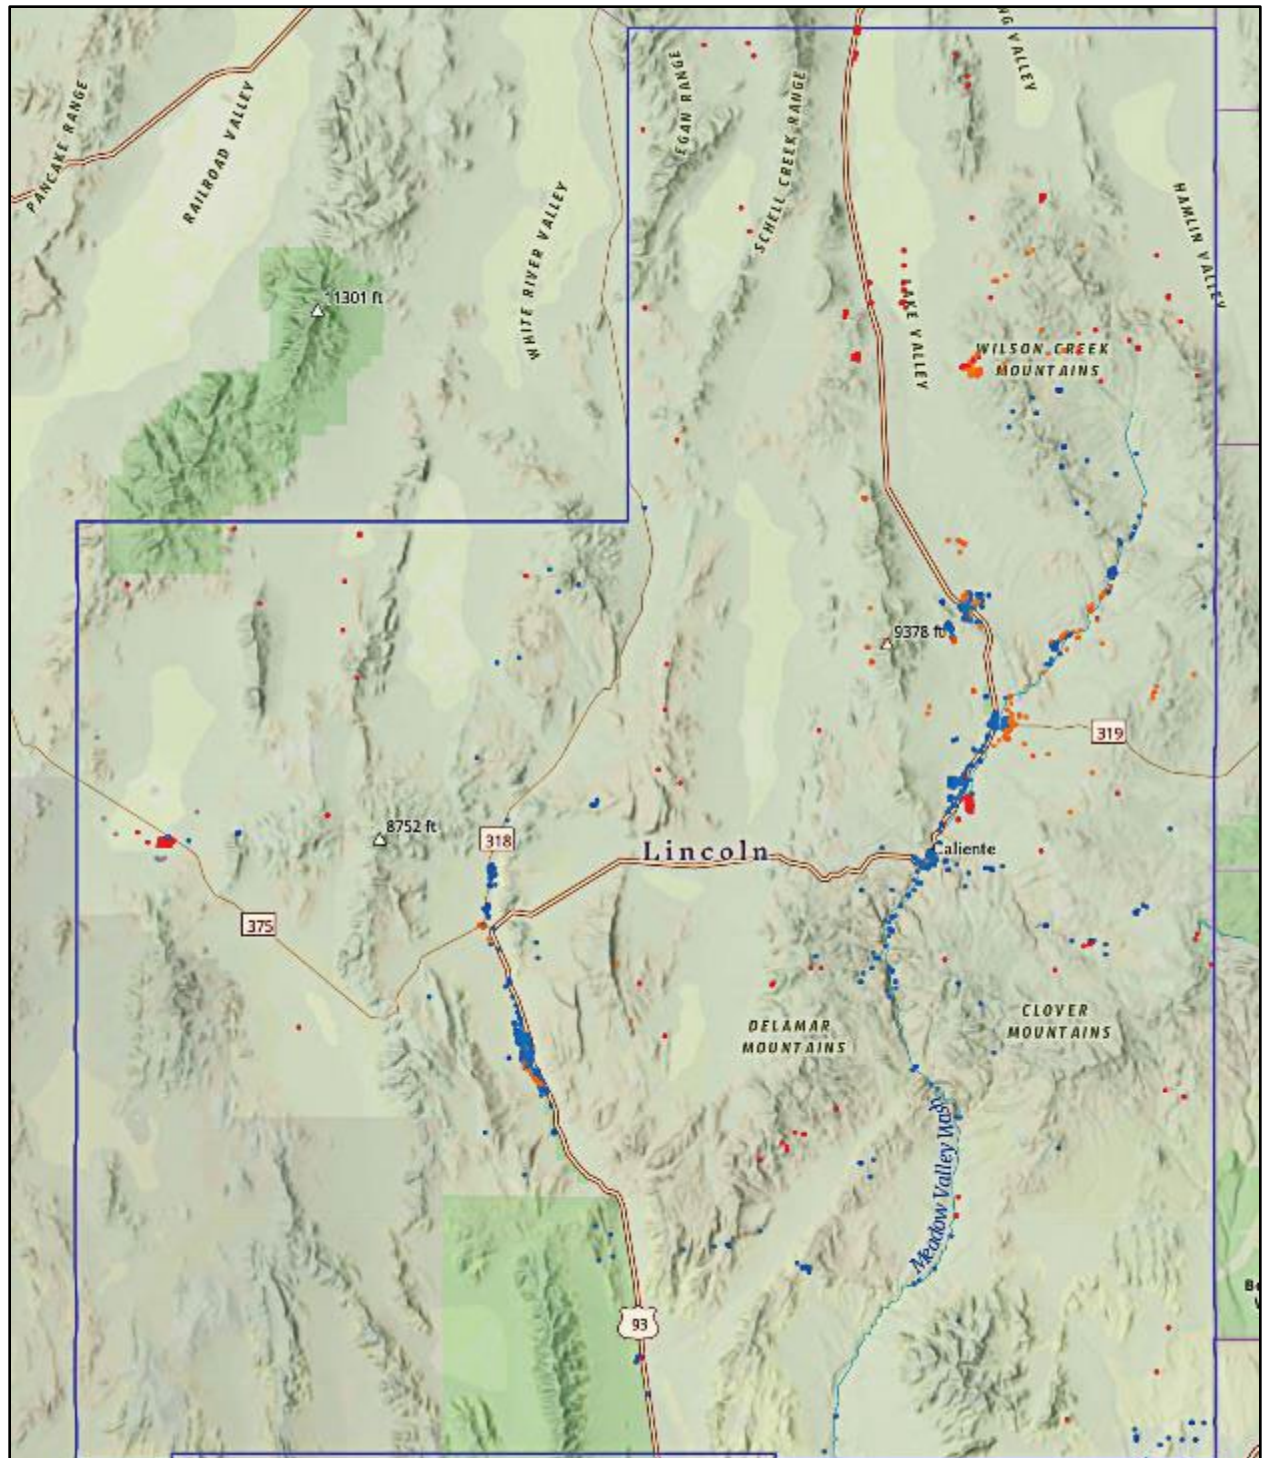 NG VALLEY
PANCAKE RANGE
RAILROAD VALLEY
EGAN RANGE
SCHELL CREEK RANGE
WHITE RIVER VALLEY
HAMLIN VALLEY
11301 ft
LAKE VALLEY
WILSON CREEK
MOUNTAINS
9378 ft
319
8752 ft
318
Lincoln
Caliente
375
DELAMAR
MOUNTAINS
CLOVER
MOUNTAINS
Meadow Valley Wash
93